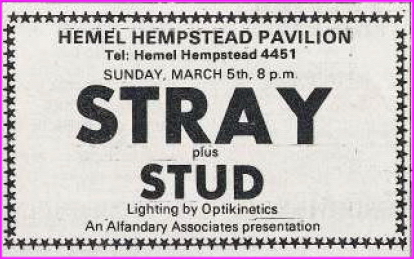 HEMEL HEMPSTEAD PAVILION
Tel: Hemel Hempstead 4451
SUNDAY, MARCH 5th, 8 p.m.
STRAY
plus
STUD
Lighting by Optikinetics
An Alfandary Associates presentation